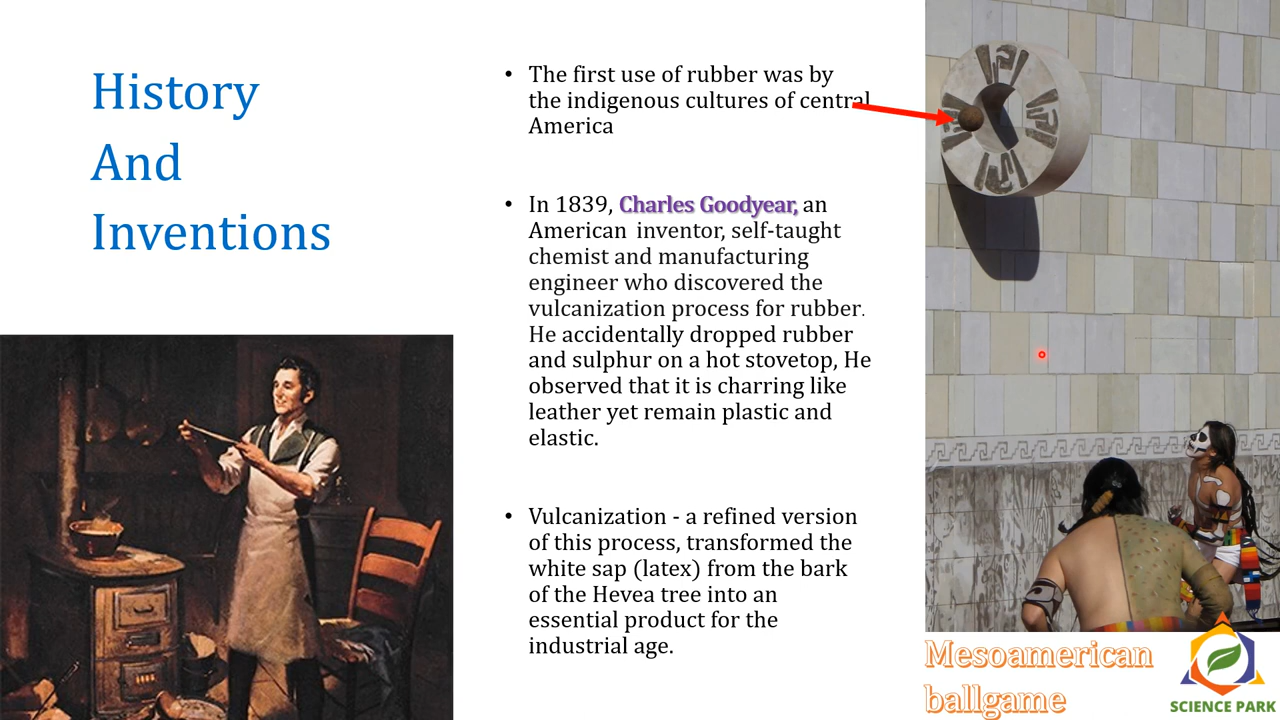 History
And
Inventions
• The first use of rubber was by
the indigenous cultures of central
America
• In 1839, Charles Goodyear, an
American inventor, self-taught
chemist and manufacturing
engineer who discovered the
vulcanization process for rubber.
He accidentally dropped rubber
and sulphur on a hot stovetop, He
observed that it is charring like
leather yet remain plastic and
elastic.
• Vulcanization - a refined version
of this process, transformed the
white sap (latex) from the bark
of the Hevea tree into an
essential product for the
industrial age.
Mesoamerican
ballgame
SCIENCE PARK